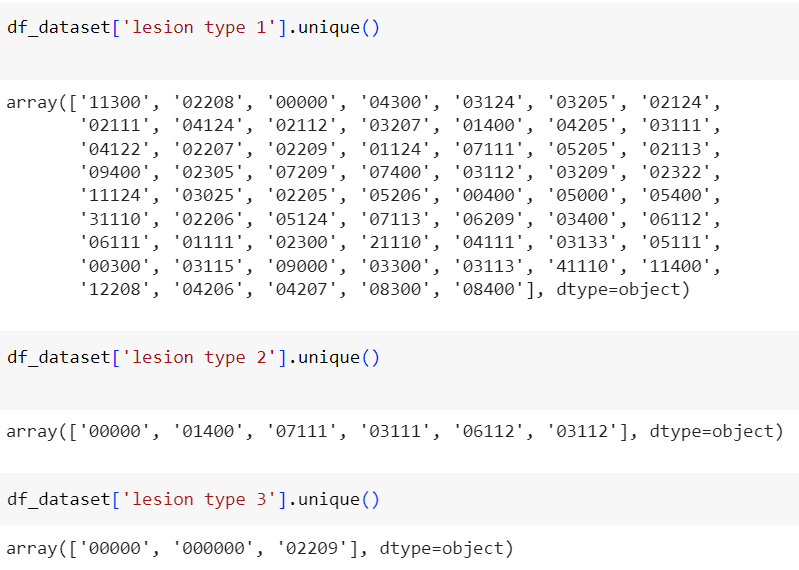 df_dataset['lesion type 1'].unique()
array(['11300', '02208', '00000', '04300', '03124', '03205', '02124',
'02111', '04124', '02112', '03207', '01400', '04205', '03111',
'04122', '02207', '02209', '01124', '07111', '05205', '02113',
'09400', '02305', '07209', '07400', '03112', '03209', '02322',
'11124', '03025', '02205', '05206', '00400', '05000', '05400',
'31110', '02206', '05124', '07113', '06209', '03400', '06112',
'06111', '01111', '02300', '21110', '04111', '03133', '05111',
'00300', '03115', '09000', '03300', '03113', '41110', '11400',
'12208', '04206', '04207', '08300', '08400'], dtype=object)
df_dataset['lesion type 2'].unique()
array(['00000', '01400', '07111', '03111', '06112', '03112'], dtype=object)
df_dataset['lesion type 3'].unique()
array(['00000', '000000', '02209'], dtype=object)